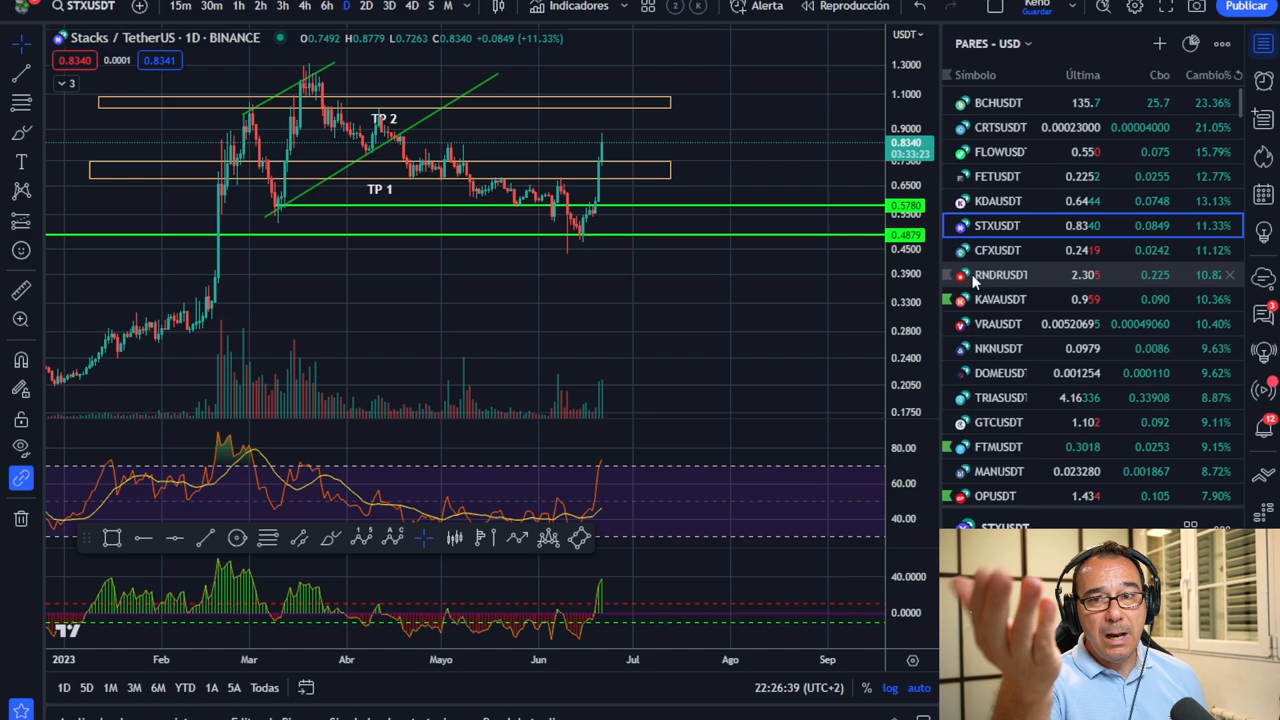 STXUSDT
15m 30m 1h 2h 3h 4h 6h D 2D 3D 4D S M
Indicadores
2
1
Alerta
Reproducción
Keno
Guardar
Publicar
Stacks / TetherUS · 1D · BINANCE O0.7492 H0.8779 L0.7263 C0.8340 +0.0849 (+11.33%)
0.8340 0.0001 0.8341
3
USDT
1.3000
1.1000
0.9000
0.8340
03:33:23
0.6500
0.5780
0.4879
0.4500
0.3900
0.3300
0.2800
0.2400
0.2050
0.1750
80.00
60.00
40.00
40.0000
0.0000
TP 2
TP 1
2023 Feb Mar Abr Mayo Jun Jul Ago Sep
1D 5D 1M 3M 6M YTD 1A 5A Todas
22:26:39 (UTC+2) % log auto
PARES - USD
Símbolo Última Cbo Cambio%
BCHUSDT 135.7 25.7 23.36%
CRTSUSDT 0.00023000 0.00004000 21.05%
FLOWUSDT 0.550 0.075 15.79%
FETUSDT 0.2252 0.0255 12.77%
KDAUSDT 0.6444 0.0748 13.13%
STXUSDT 0.8340 0.0849 11.33%
CFXUSDT 0.2419 0.0242 11.12%
RNDRUSDT 2.305 0.225 10.82
KAVAUSDT 0.959 0.090 10.36%
VRAUSDT 0.00520695 0.00049060 10.40%
NKNUSDT 0.0979 0.0086 9.63%
DOMEUSDT 0.001254 0.000110 9.62%
TRIASUSDT 4.16336 0.33908 8.87%
GTCUSDT 1.102 0.092 9.11%
FTMUSDT 0.3018 0.0253 9.15%
MANUSDT 0.023280 0.001867 8.72%
OPUSDT 1.434 0.105 7.90%
STXUSDT
3
12